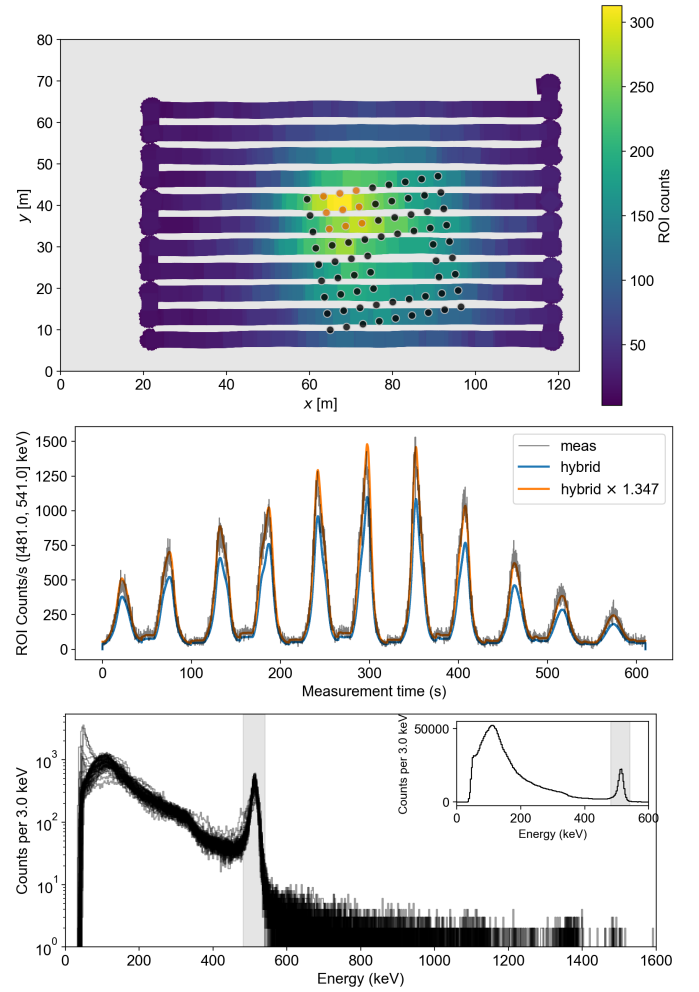 80
70
60
50
40
30
20
10
0
y [m]
0 20 40 60 80 100 120
x [m]
300
250
200
150
100
50
ROI counts
1500
1250
1000
750
500
250
0
ROI Counts/s ([481.0, 541.0] keV)
meas
hybrid
hybrid × 1.347
0 100 200 300 400 500 600
Measurement time (s)
10³
10²
10¹
10⁰
Counts per 3.0 keV
0 200 400 600 800 1000 1200 1400 1600
Energy (keV)
50000
0
Counts per 3.0 keV
0 200 400 600
Energy (keV)